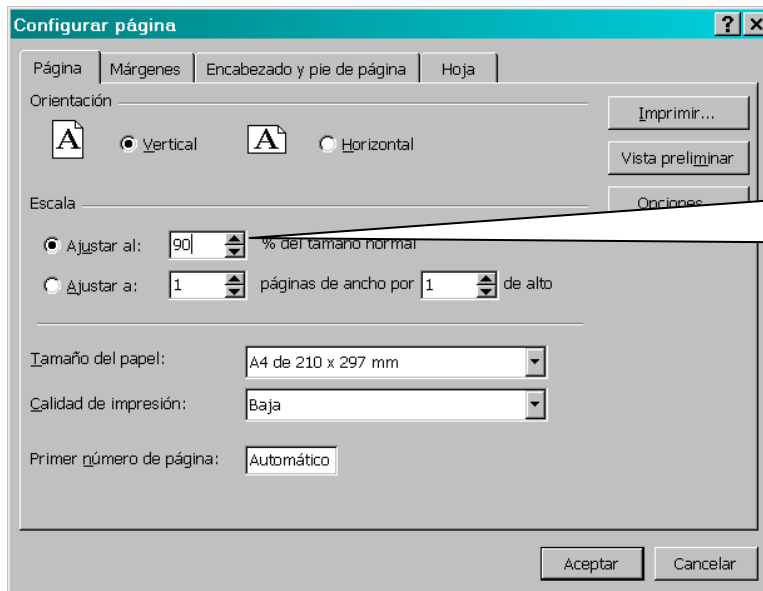 Configurar página
Página Márgenes Encabezado y pie de página Hoja
Orientación
Imprimir...
A Vertical A Horizontal
Vista preliminar
Escala
Opciones
Ajustar al: 90 % del tamaño normal
Ajustar a: 1 páginas de ancho por 1 de alto
Tamaño del papel: A4 de 210 x 297 mm
Calidad de impresión: Baja
Primer número de página: Automático
Aceptar Cancelar